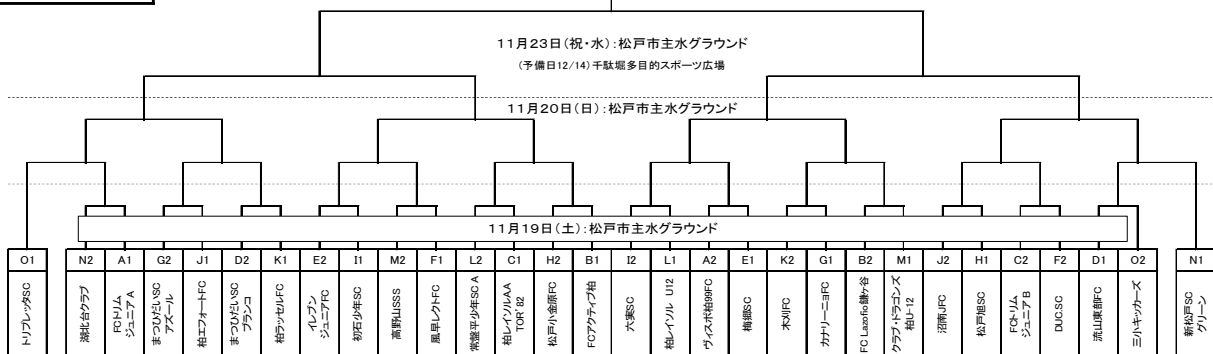 11月23日(祝・水):松戸市主水グラウンド
(予備日12/14)千駄堀多目的スポーツ広場
11月20日(日):松戸市主水グラウンド
11月19日(土):松戸市主水グラウンド
O1 N2 A1 G2 J1 D2 K1 E2 I1 M2 F1 L2 C1 H2 B1 I2 L1 A2 E1 K2 G1 B2 M1 J2 H1 C2 F2 D1 O2 N1
トリプレッタSC
湖北台クラブ
FCトリム
ジュニア A
まつひだいSC
アズール
柏エフォートFC
まつひだいSC
ブランコ
柏ラッセルFC
イレブン
ジュニアFC
初石少年SC
高野山SSS
風早レクトFC
常盤平少年SC A
柏レイソルA.A
TOR' 82
松戸小金原FC
FCアクティブ柏
六実SC
柏レイソル U12
ヴィスポ柏99FC
梅郷SC
木刈FC
カナリーニョFC
FC Lazo鎌ヶ谷
クラブ・ドラゴンズ
柏U-12
沼南JFC
松戸旭SC
FCトリム
ジュニア B
DUC.SC
流山東部FC
三小キッカーズ
新松戸SC
グリーン